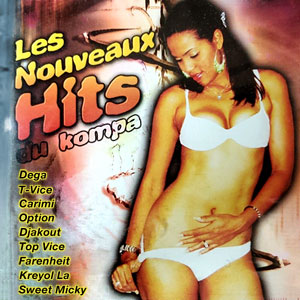 Les
Nouveaux
Hits
du kompa
Dega
T-Vice
Carimi
Option
Djakout
Top Vice
Farenheit
Kreyol La
Sweet Micky